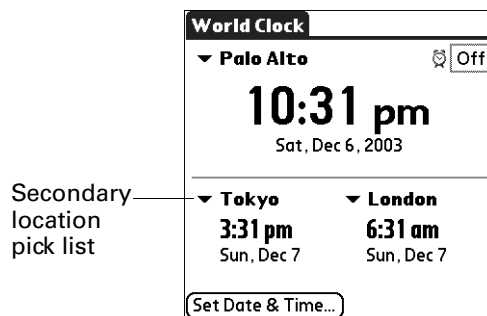 World Clock
Palo Alto
Off
10:31 pm
Sat, Dec 6, 2003
Secondary
location
pick list
Tokyo
London
3:31 pm
6:31 am
Sun, Dec 7
Sun, Dec 7
Set Date & Time...